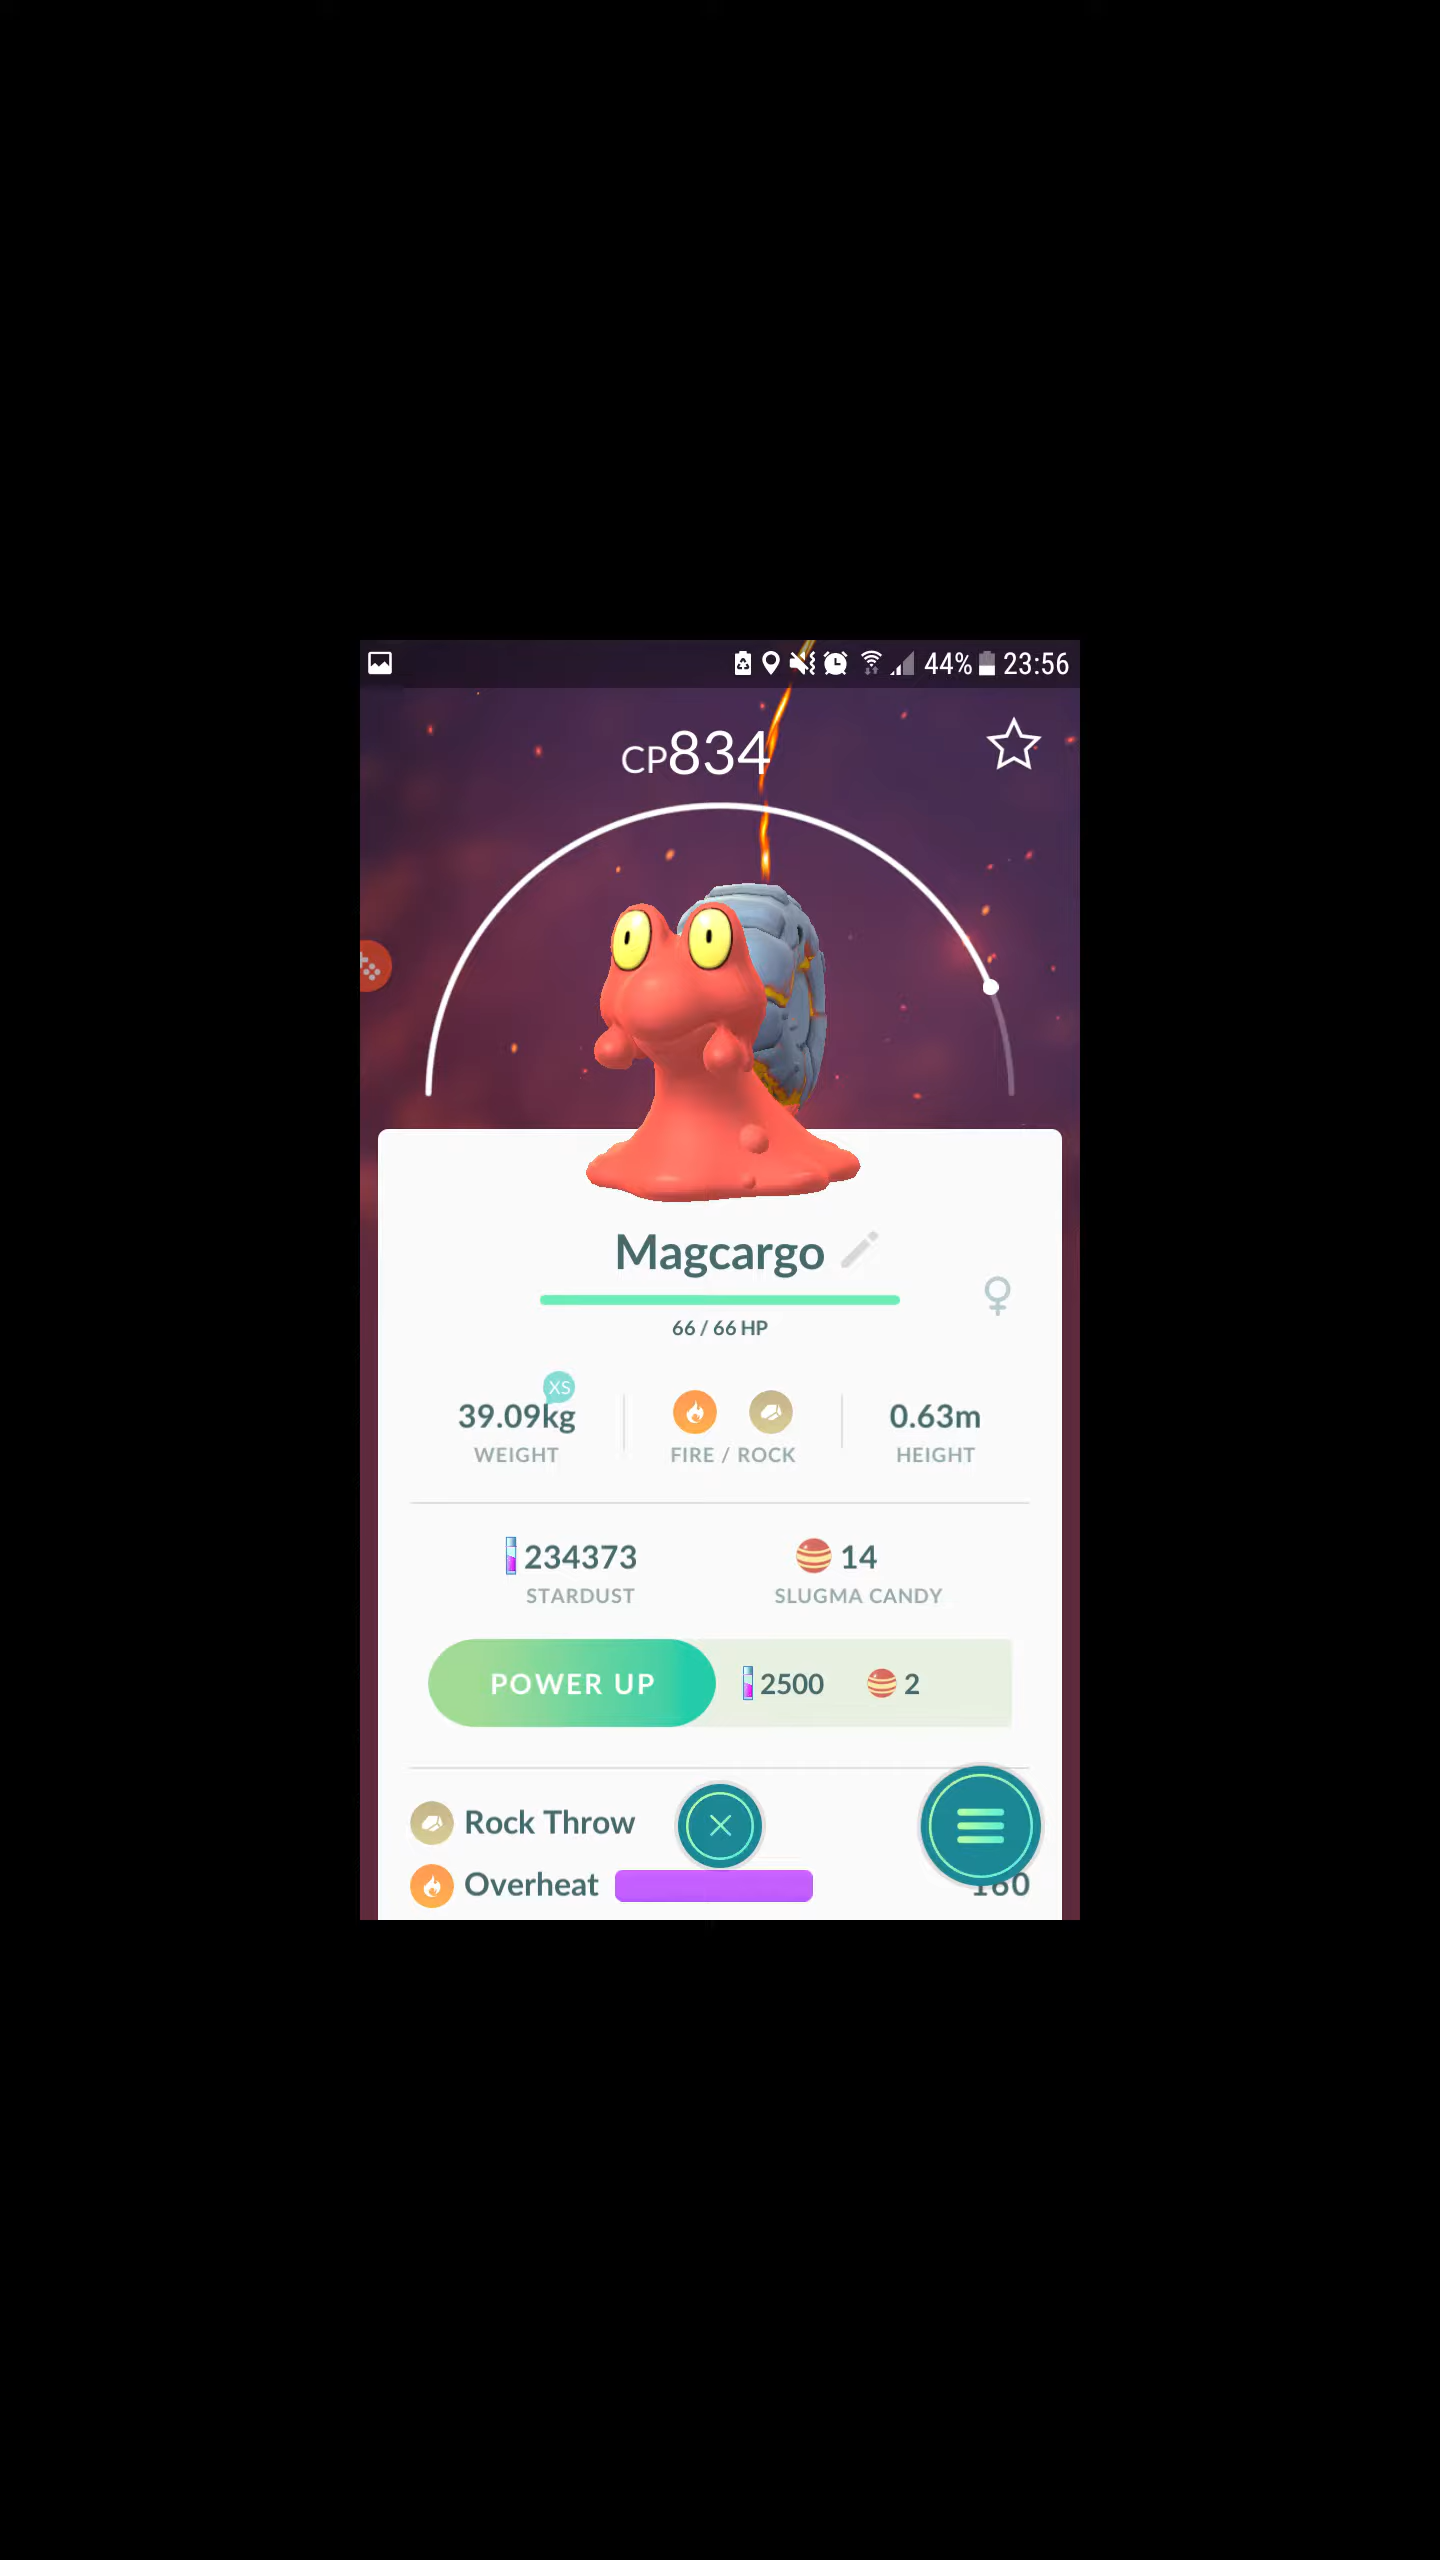 44% 23:56
CP834
Magcargo
66 / 66 HP
XS
39.09kg
0.63m
WEIGHT
FIRE / ROCK
HEIGHT
234373
14
STARDUST
SLUGMA CANDY
POWER UP
2500
2
Rock Throw
Overheat
160